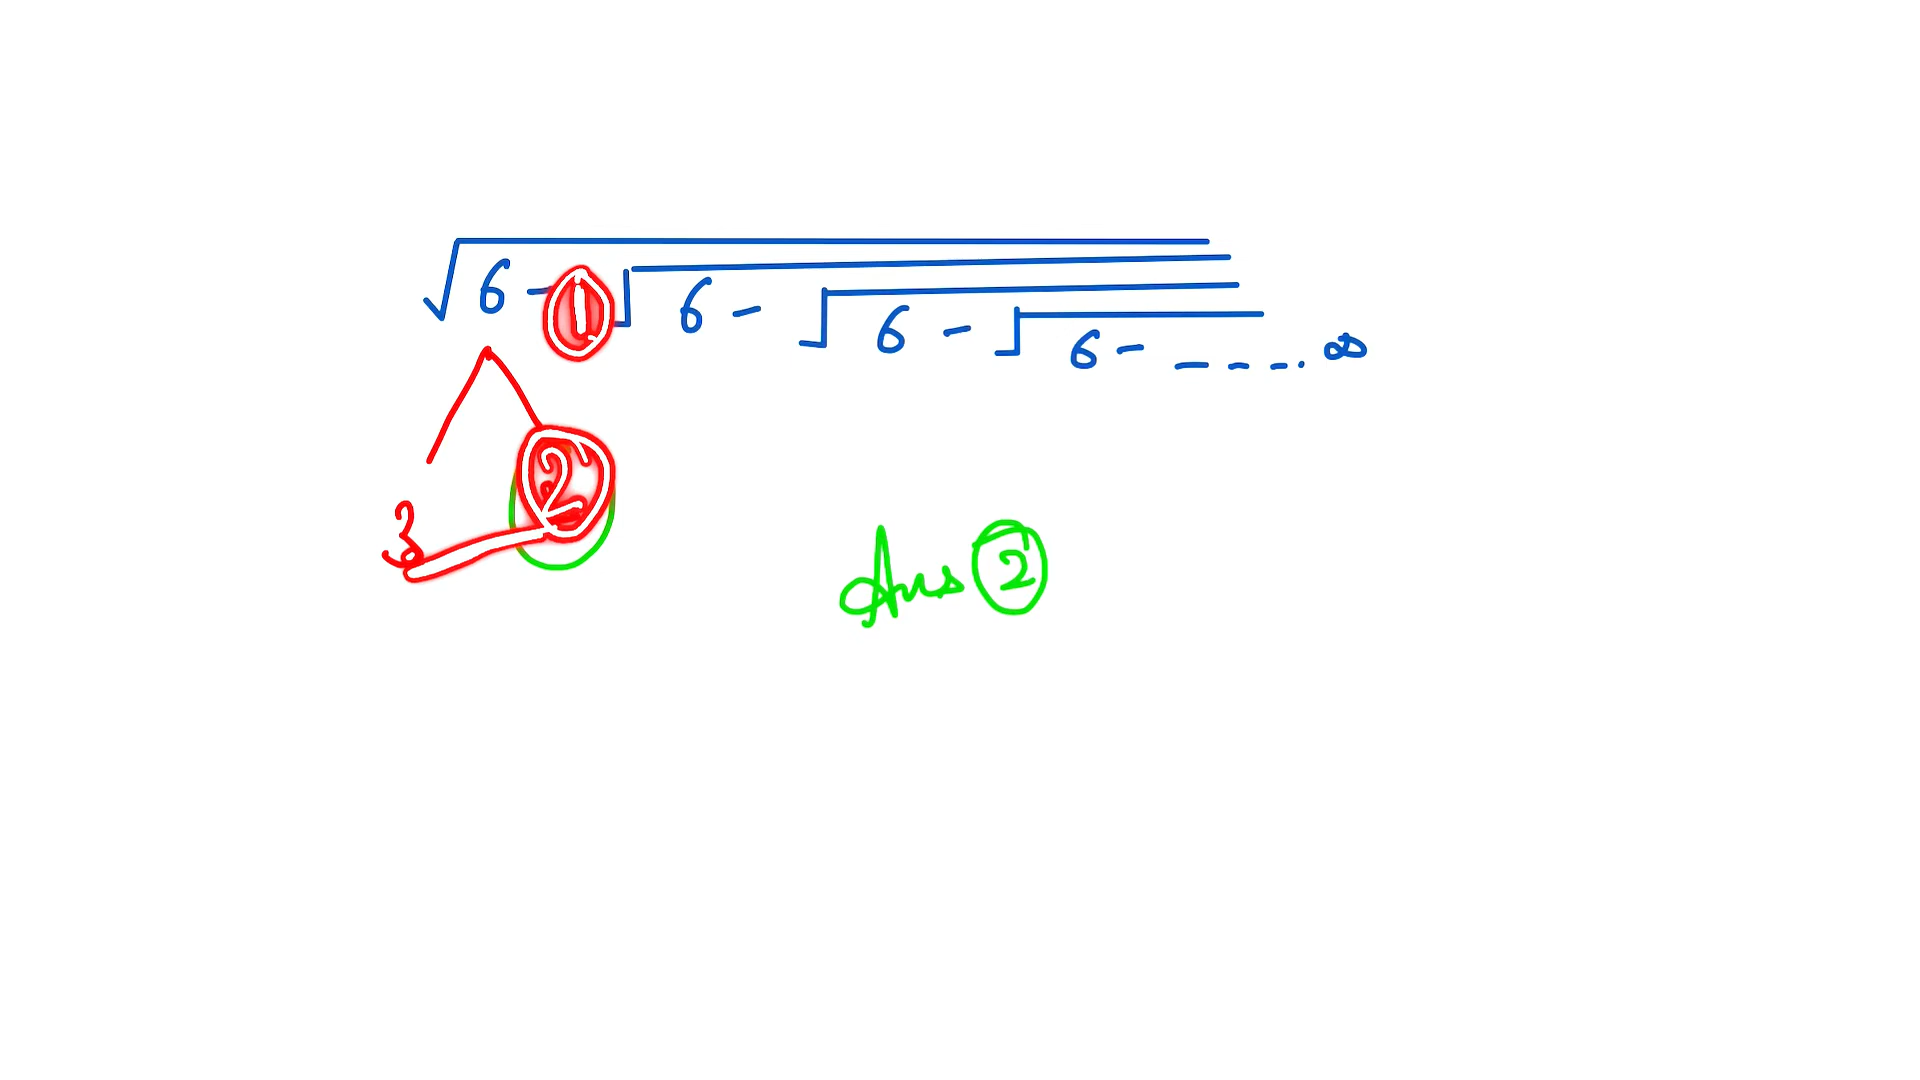 √6 - 1√6 - √6 - √6 - _ _ _ . ∞
3 2
Ans 2